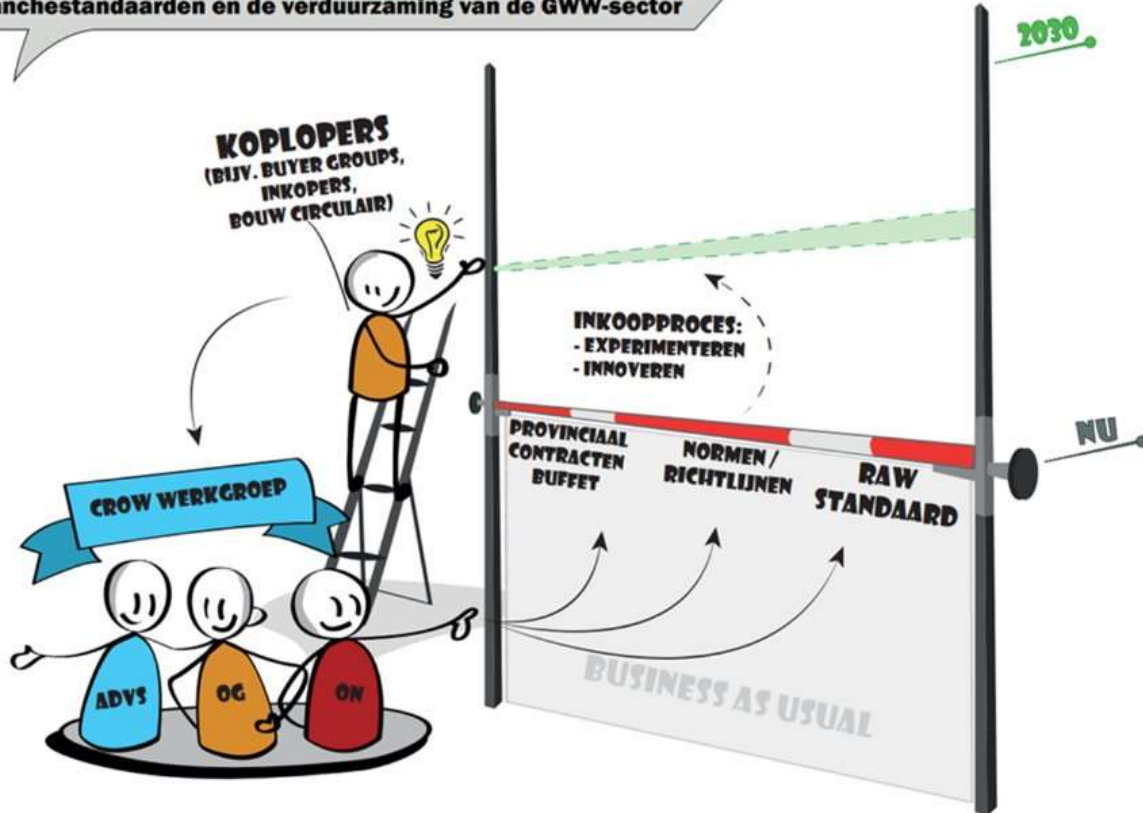 anchestandaarden en de verduurzaming van de GWW-sector
2030
KOPLOPERS
(BIJV. BUYER GROUPS,
INKOPERS,
BOUW CIRCULAIR)
INKOOPPROCES:
- EXPERIMENTEREN
- INNOVEREN
NU
PROVINCIAAL
CONTRACTEN
BUFFET
NORMEN /
RICHTLIJNEN
RAW
STANDAARD
CROW WERKGROEP
ADVS
OG
ON
BUSINESS AS USUAL